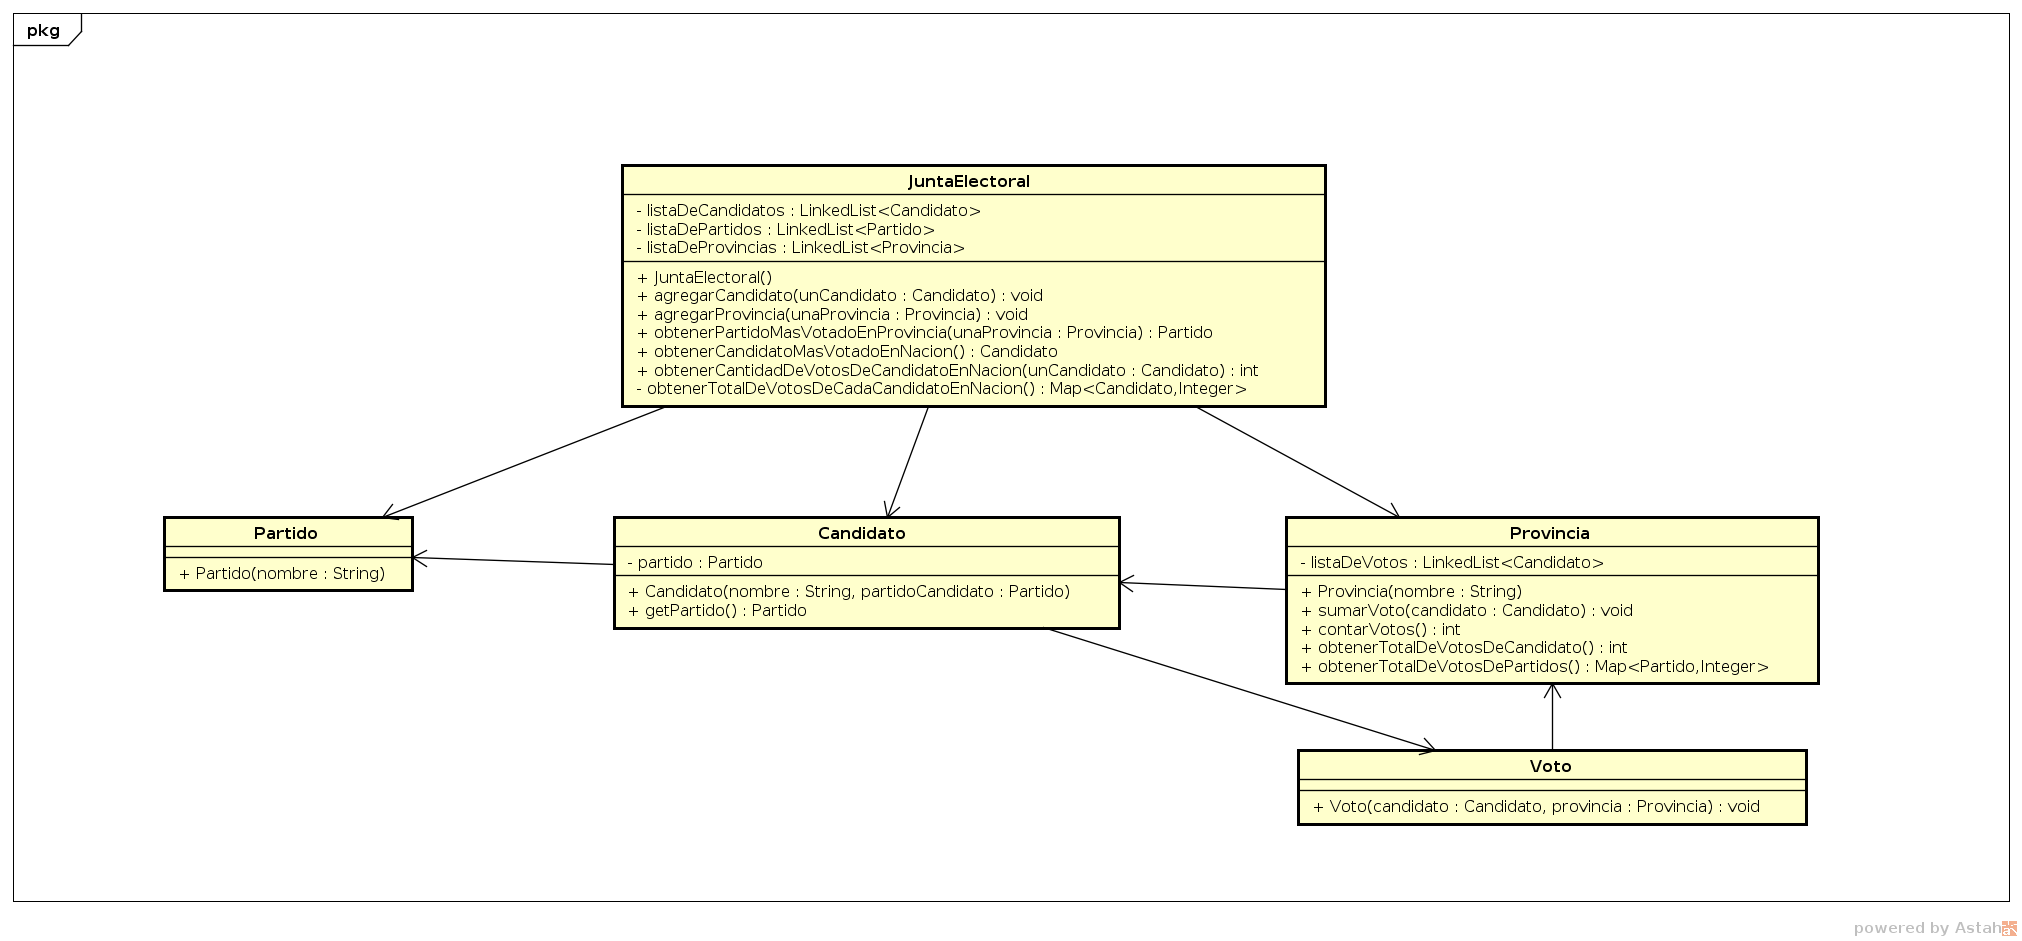 pkg
JuntaElectoral
- listaDeCandidatos : LinkedList<Candidato>
- listaDePartidos : LinkedList<Partido>
- listaDeProvincias : LinkedList<Provincia>
+ JuntaElectoral()
+ agregarCandidato(unCandidato : Candidato) : void
+ agregarProvincia(unaProvincia : Provincia) : void
+ obtenerPartidoMasVotadoEnProvincia(unaProvincia : Provincia) : Partido
+ obtenerCandidatoMasVotadoEnNacion() : Candidato
+ obtenerCantidadDeVotosDeCandidatoEnNacion(unCandidato : Candidato) : int
- obtenerTotalDeVotosDeCadaCandidatoEnNacion() : Map<Candidato,Integer>
Partido
+ Partido(nombre : String)
Candidato
- partido : Partido
+ Candidato(nombre : String, partidoCandidato : Partido)
+ getPartido() : Partido
Provincia
- listaDeVotos : LinkedList<Candidato>
+ Provincia(nombre : String)
+ sumarVoto(candidato : Candidato) : void
+ contarVotos() : int
+ obtenerTotalDeVotosDeCandidato() : int
+ obtenerTotalDeVotosDePartidos() : Map<Partido,Integer>
Voto
+ Voto(candidato : Candidato, provincia : Provincia) : void
powered by Astah